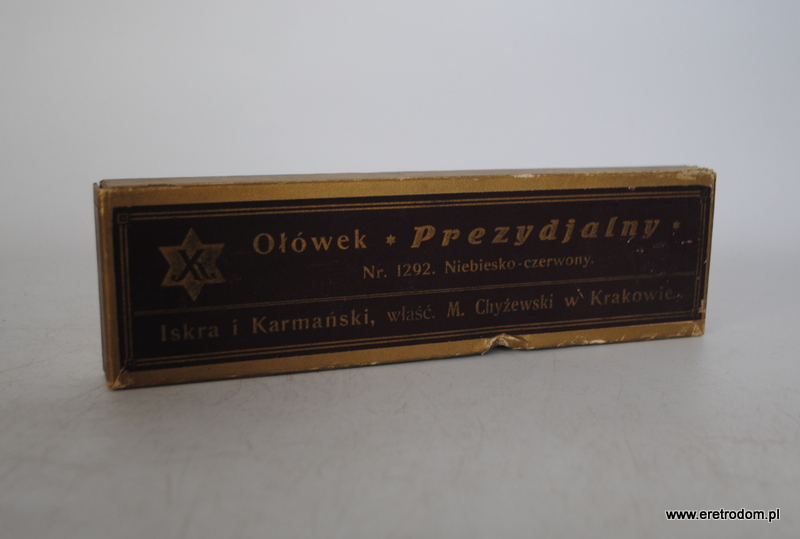 Ołówek * Prezydjalny *
Nr. 1292. Niebiesko-czerwony.
Iskra i Karmański, właść. M. Chyżewski w Krakowie.
www.eretrodom.pl